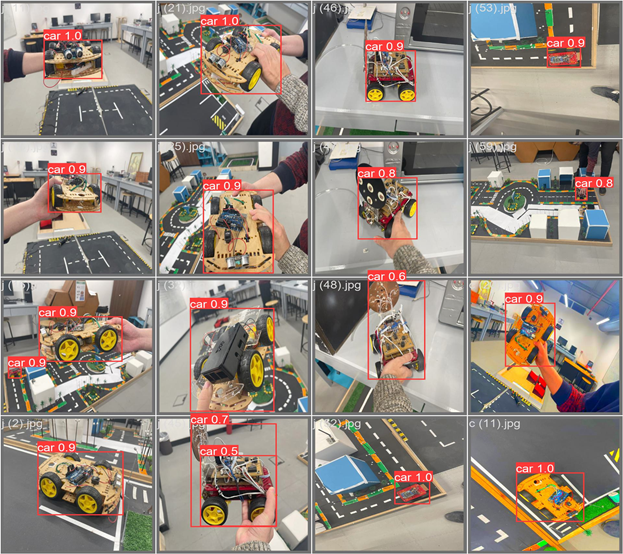 car 1.0
j (21).jpg
car 1.0
j (46).jpg
car 0.9
j (53).jpg
car 0.9
car 0.9
car 0.9
car 0.8
j (59).jpg
car 0.8
car 0.9
car 0.9
car 0.9
j (48).jpg
car 0.6
car 0.9
j (2).jpg
car 0.9
car 0.7
car 0.5
car 1.0
c (11).jpg
car 1.0